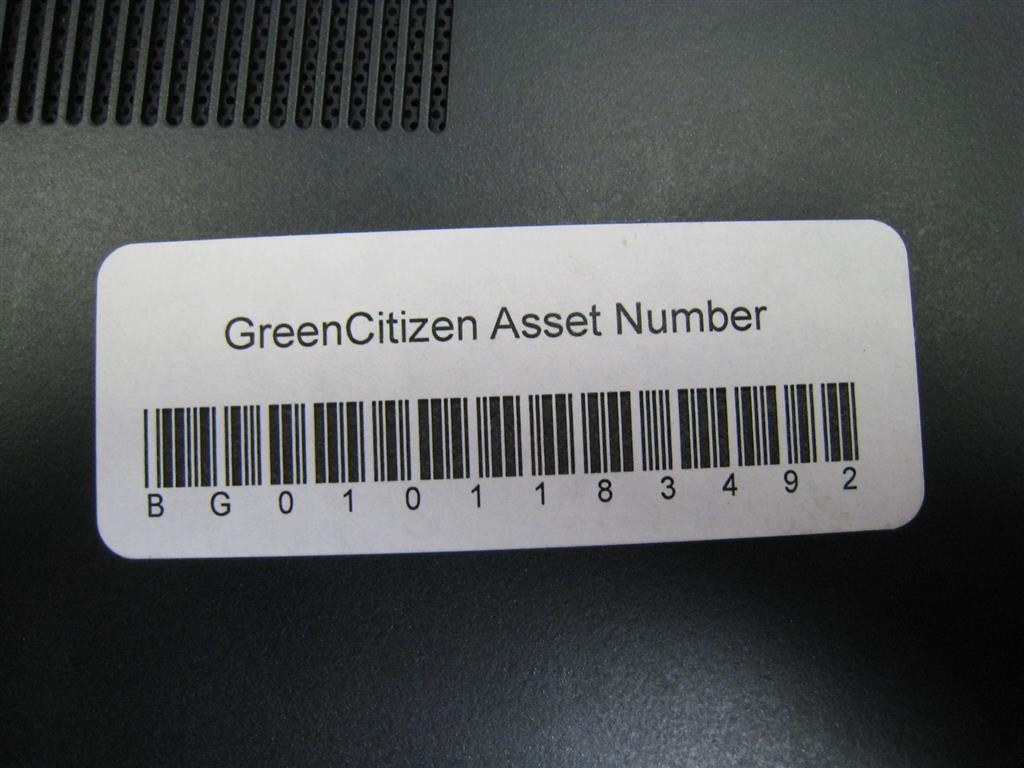 GreenCitizen Asset Number
B G 0 1 0 1 1 8 3 4 9 2